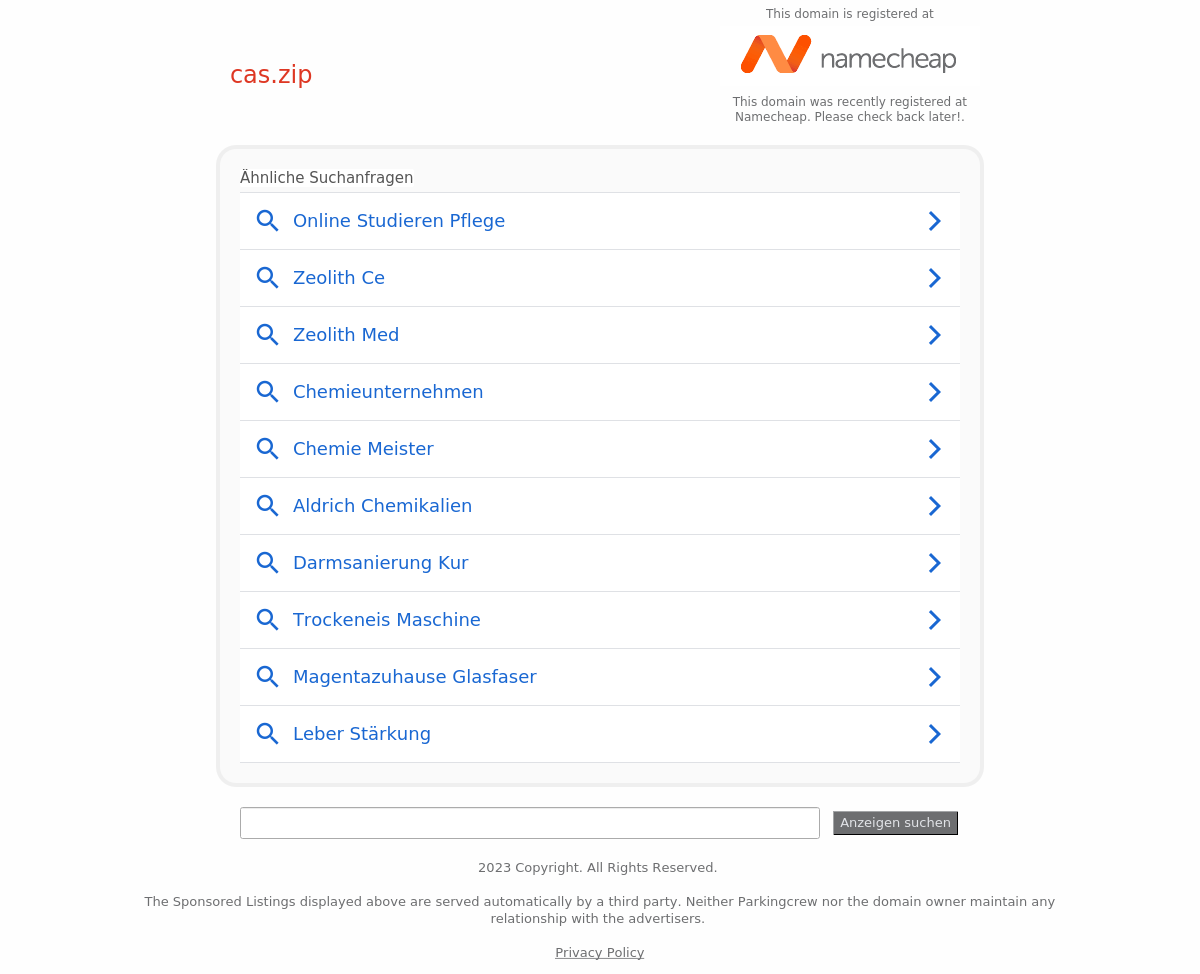 This domain is registered at
namecheap
cas.zip
This domain was recently registered at
Namecheap. Please check back later!.
Ähnliche Suchanfragen
Online Studieren Pflege
Zeolith Ce
Zeolith Med
Chemieunternehmen
Chemie Meister
Aldrich Chemikalien
Darmsanierung Kur
Trockeneis Maschine
Magentazuhause Glasfaser
Leber Stärkung
Anzeigen suchen
2023 Copyright. All Rights Reserved.
The Sponsored Listings displayed above are served automatically by a third party. Neither Parkingcrew nor the domain owner maintain any
relationship with the advertisers.
Privacy Policy